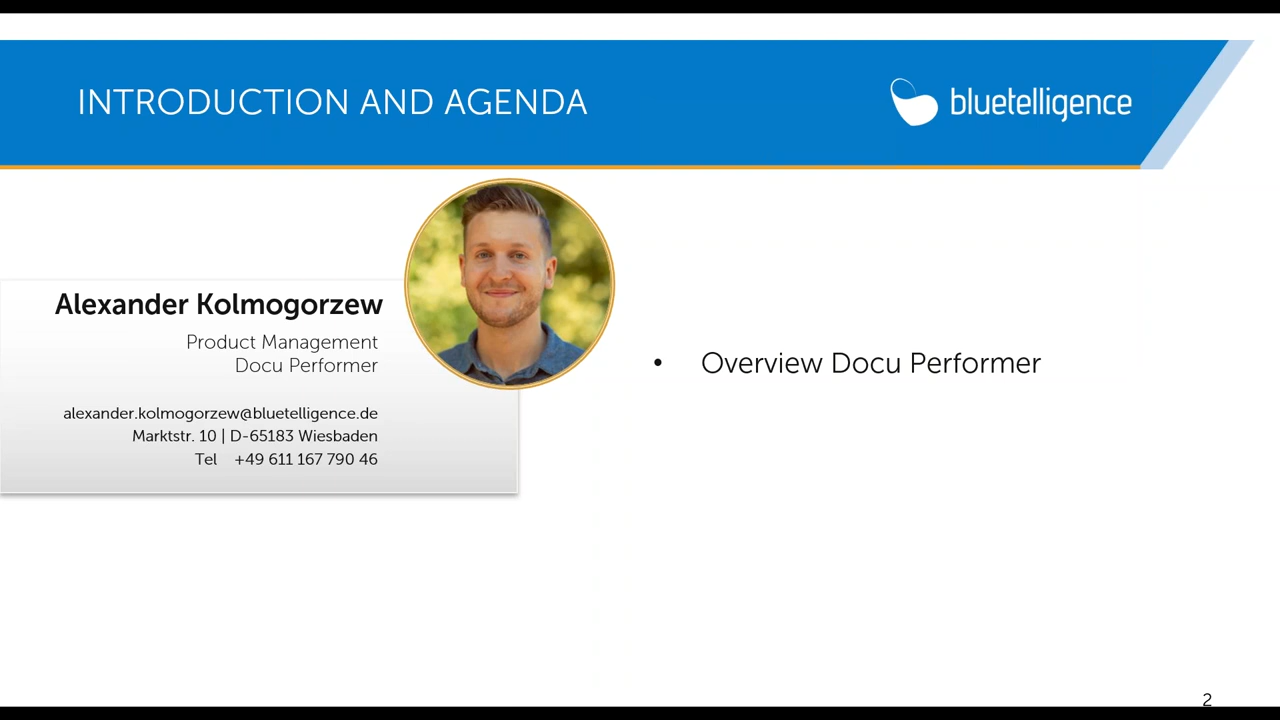 INTRODUCTION AND AGENDA
bluetelligence
Alexander Kolmogorzew
Product Management
Docu Performer
alexander.kolmogorzew@bluetelligence.de
Marktstr. 10 | D-65183 Wiesbaden
Tel +49 611 167 790 46
• Overview Docu Performer
2